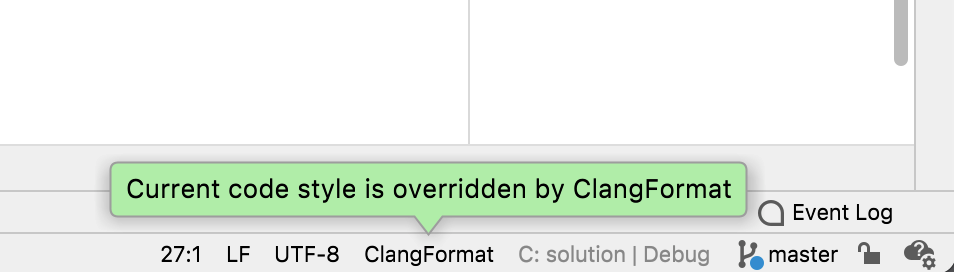 Current code style is overridden by ClangFormat
Event Log
27:1 LF UTF-8 ClangFormat C: solution | Debug master